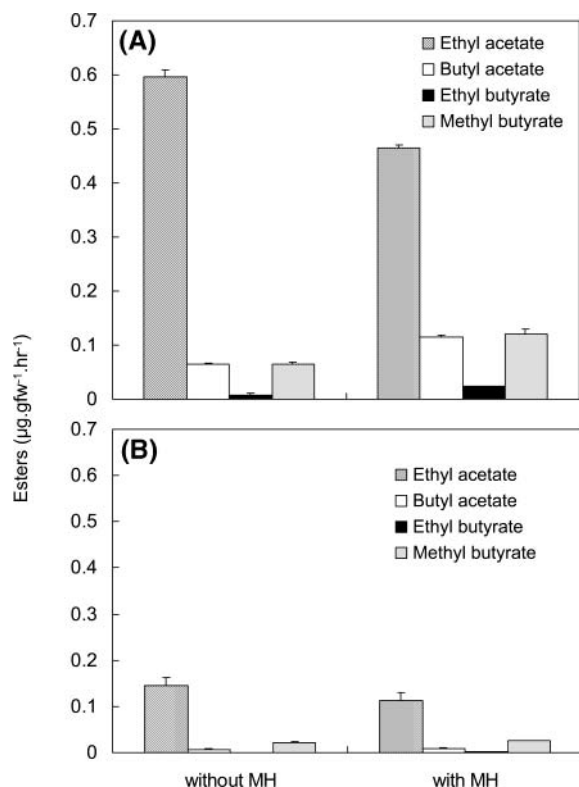 0.7
(A)
Ethyl acetate
Butyl acetate
Ethyl butyrate
Methyl butyrate
0.6
0.5
0.4
0.3
0.2
0.1
0
Esters (µg.gfw⁻¹.hr⁻¹)
0.7
(B)
Ethyl acetate
Butyl acetate
Ethyl butyrate
Methyl butyrate
0.6
0.5
0.4
0.3
0.2
0.1
0
without MH
with MH